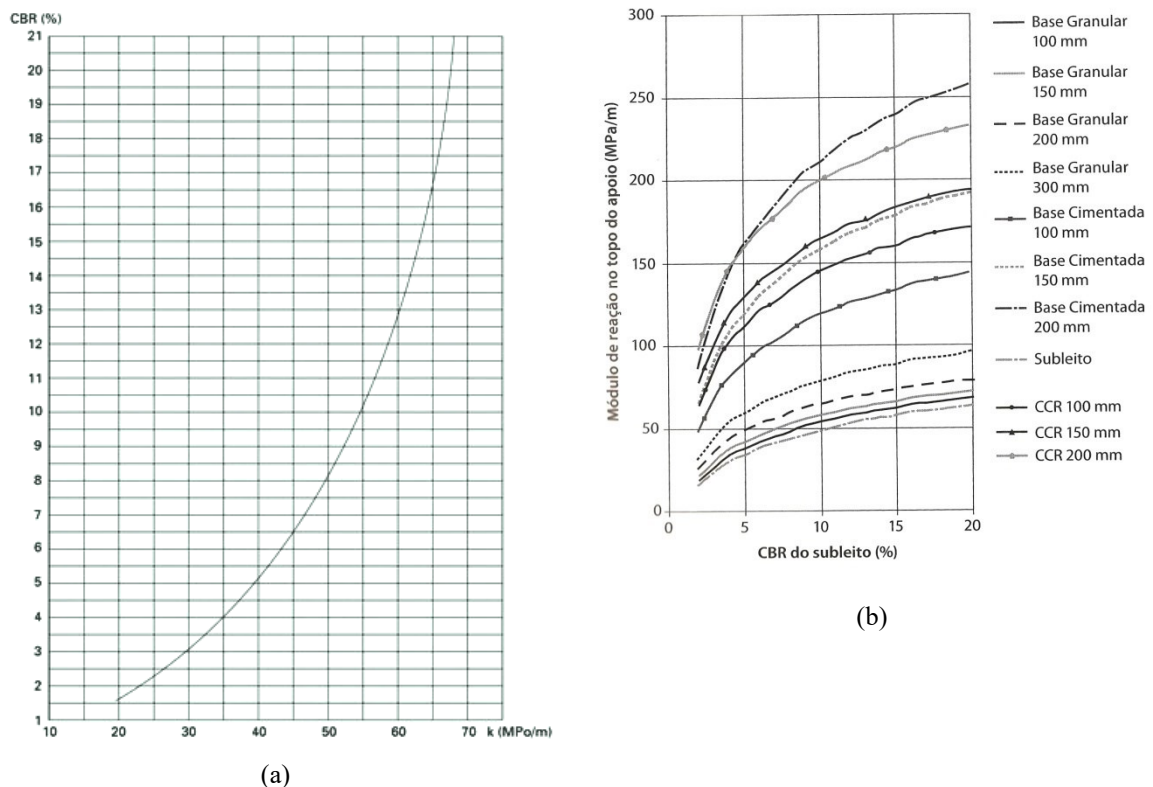 CBR (%)
21
20
19
18
17
16
15
14
13
12
11
10
9
8
7
6
5
4
3
2
1
10 20 30 40 50 60 70 k (MPo/m)
(a)
Módulo de reação no topo do apoio (MPa/m)
300
250
200
150
100
50
0
0 5 10 15 20
CBR do subleito (%)
Base Granular
100 mm
Base Granular
150 mm
Base Granular
200 mm
Base Granular
300 mm
Base Cimentada
100 mm
Base Cimentada
150 mm
Base Cimentada
200 mm
Subleito
CCR 100 mm
CCR 150 mm
CCR 200 mm
(b)